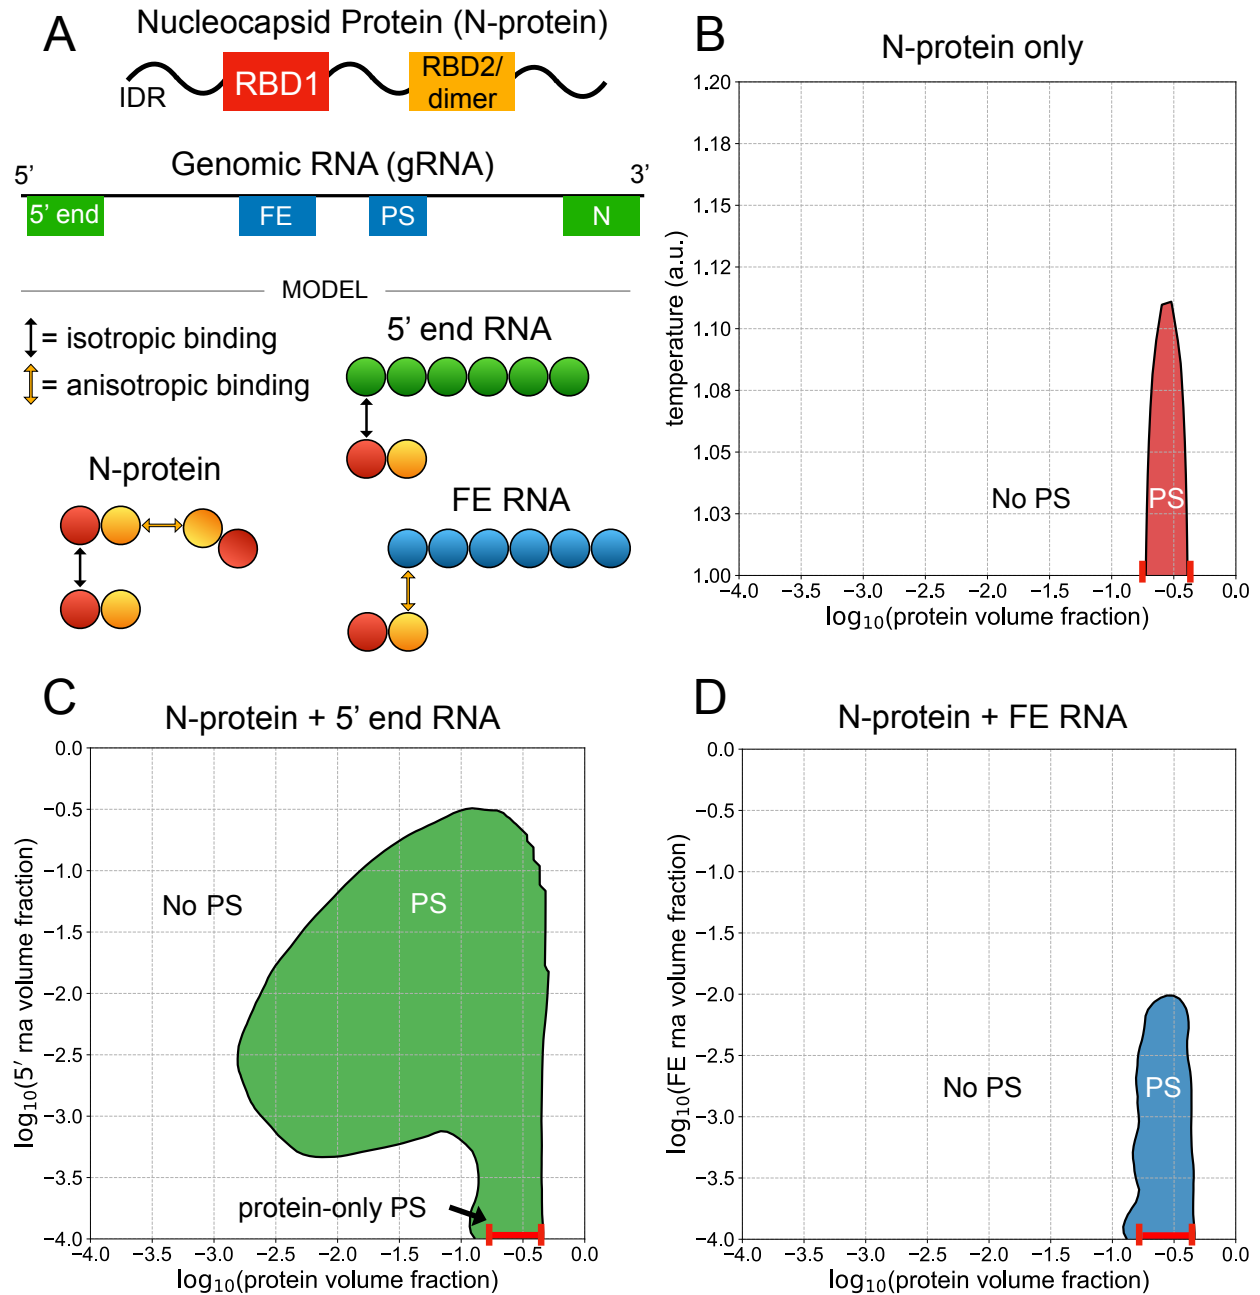 A
Nucleocapsid Protein (N-protein)
IDR
RBD1
RBD2/
dimer
Genomic RNA (gRNA)
5’
3’
5’ end
FE
PS
N
MODEL
= isotropic binding
= anisotropic binding
5’ end RNA
N-protein
FE RNA
B
N-protein only
temperature (a.u.)
1.20
1.18
1.15
1.12
1.10
1.08
1.05
1.03
1.00
No PS
PS
−4.0 −3.5 −3.0 −2.5 −2.0 −1.5 −1.0 −0.5 0.0
log₁₀(protein volume fraction)
C
N-protein + 5’ end RNA
log₁₀(5′ rna volume fraction)
0.0
−0.5
−1.0
−1.5
−2.0
−2.5
−3.0
−3.5
−4.0
No PS
PS
protein-only PS
−4.0 −3.5 −3.0 −2.5 −2.0 −1.5 −1.0 −0.5 0.0
log₁₀(protein volume fraction)
D
N-protein + FE RNA
log₁₀(FE rna volume fraction)
0.0
−0.5
−1.0
−1.5
−2.0
−2.5
−3.0
−3.5
−4.0
No PS
PS
−4.0 −3.5 −3.0 −2.5 −2.0 −1.5 −1.0 −0.5 0.0
log₁₀(protein volume fraction)